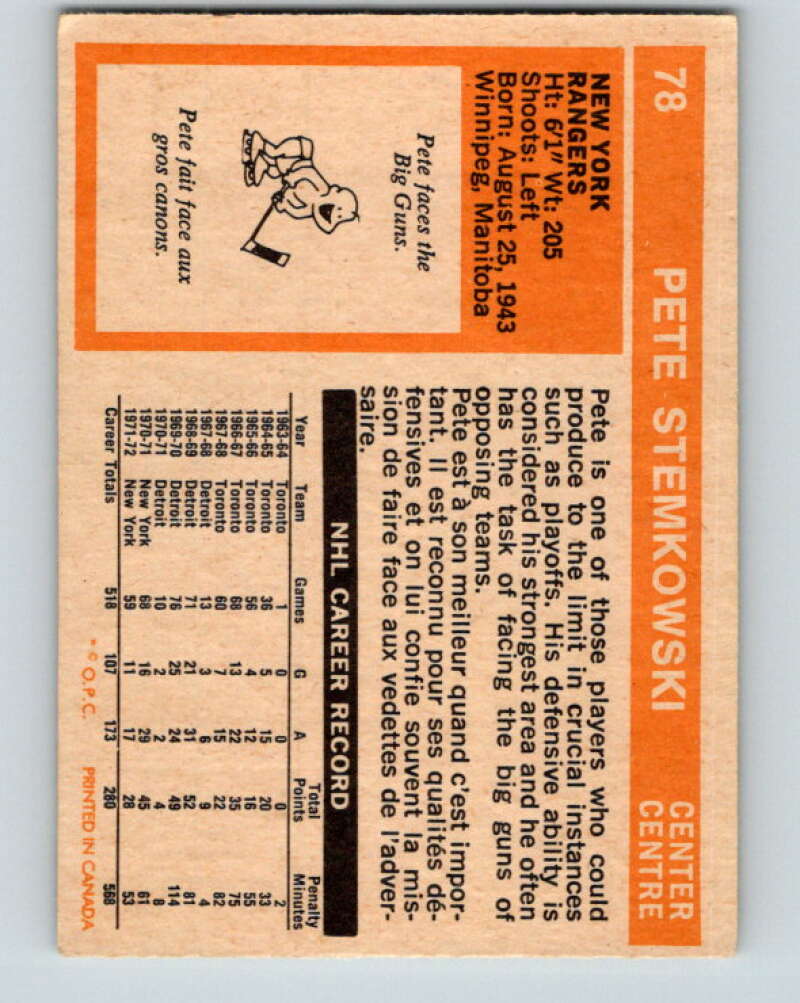 78 PETE STEMKOWSKI CENTER
CENTRE
NEW YORK
RANGERS
Ht: 6'1" Wt: 205
Shoots: Left
Born: August 25, 1943
Winnipeg, Manitoba
Pete faces the
Big Guns.
Pete fait face aux
gros canons.
Pete is one of those players who could
produce to the limit in crucial instances
such as playoffs. His defensive ability is
considered his strongest area and he often
has the task of facing the big guns of
opposing teams.
Pete est à son meilleur quand c'est impor-
tant. Il est reconnu pour ses qualités dé-
fensives et on lui confie souvent la mis-
sion de faire face aux vedettes de l'adver-
saire.
NHL CAREER RECORD
Year Team Games G A Total Points Penalty Minutes
1963-64 Toronto 1 0 0 0 2
1964-65 Toronto 36 5 15 20 33
1965-66 Toronto 56 4 12 16 55
1966-67 Toronto 68 13 22 35 75
1967-68 Toronto 60 7 15 22 82
1967-68 Detroit 13 3 6 9 4
1968-69 Detroit 71 21 31 52 81
1969-70 Detroit 76 25 24 49 114
1970-71 Detroit 10 2 2 4 8
1970-71 New York 68 16 29 45 61
1971-72 New York 59 11 17 28 53
Career Totals 518 107 173 280 568
* © O.P.C. PRINTED IN CANADA